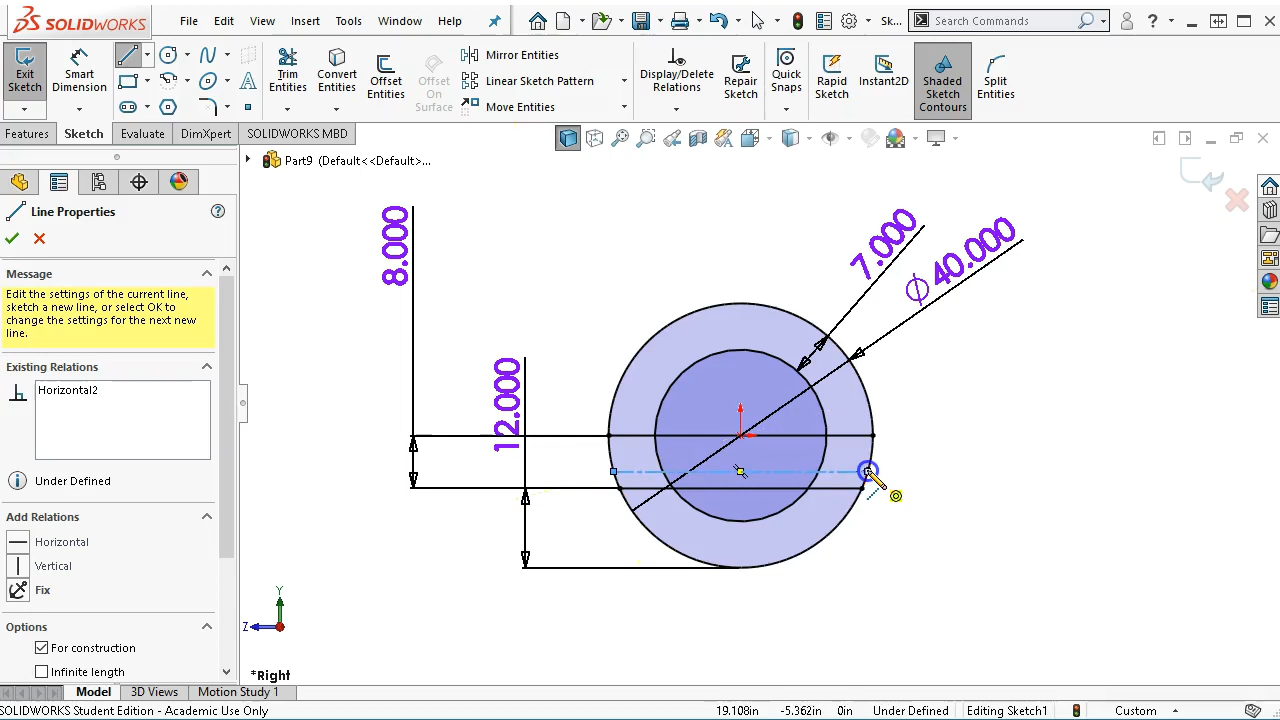 SOLIDWORKS
File Edit View Insert Tools Window Help
Sk...
Search Commands
Exit Sketch
Smart Dimension
Trim Entities
Convert Entities
Offset Entities
Offset On Surface
Mirror Entities
Linear Sketch Pattern
Move Entities
Display/Delete Relations
Repair Sketch
Quick Snaps
Rapid Sketch
Instant2D
Shaded Sketch Contours
Split Entities
Features Sketch Evaluate DimXpert SOLIDWORKS MBD
Part9 (Default<<Default>...
Line Properties
Message
Edit the settings of the current line,
sketch a new line, or select OK to
change the settings for the next new
line.
Existing Relations
Horizontal2
Under Defined
Add Relations
Horizontal
Vertical
Fix
Options
For construction
Infinite length
8.000
12.000
7.000
∅40.000
Y
Z
*Right
Model 3D Views Motion Study 1
SOLIDWORKS Student Edition - Academic Use Only
19.108in -5.362in 0in Under Defined Editing Sketch1 Custom